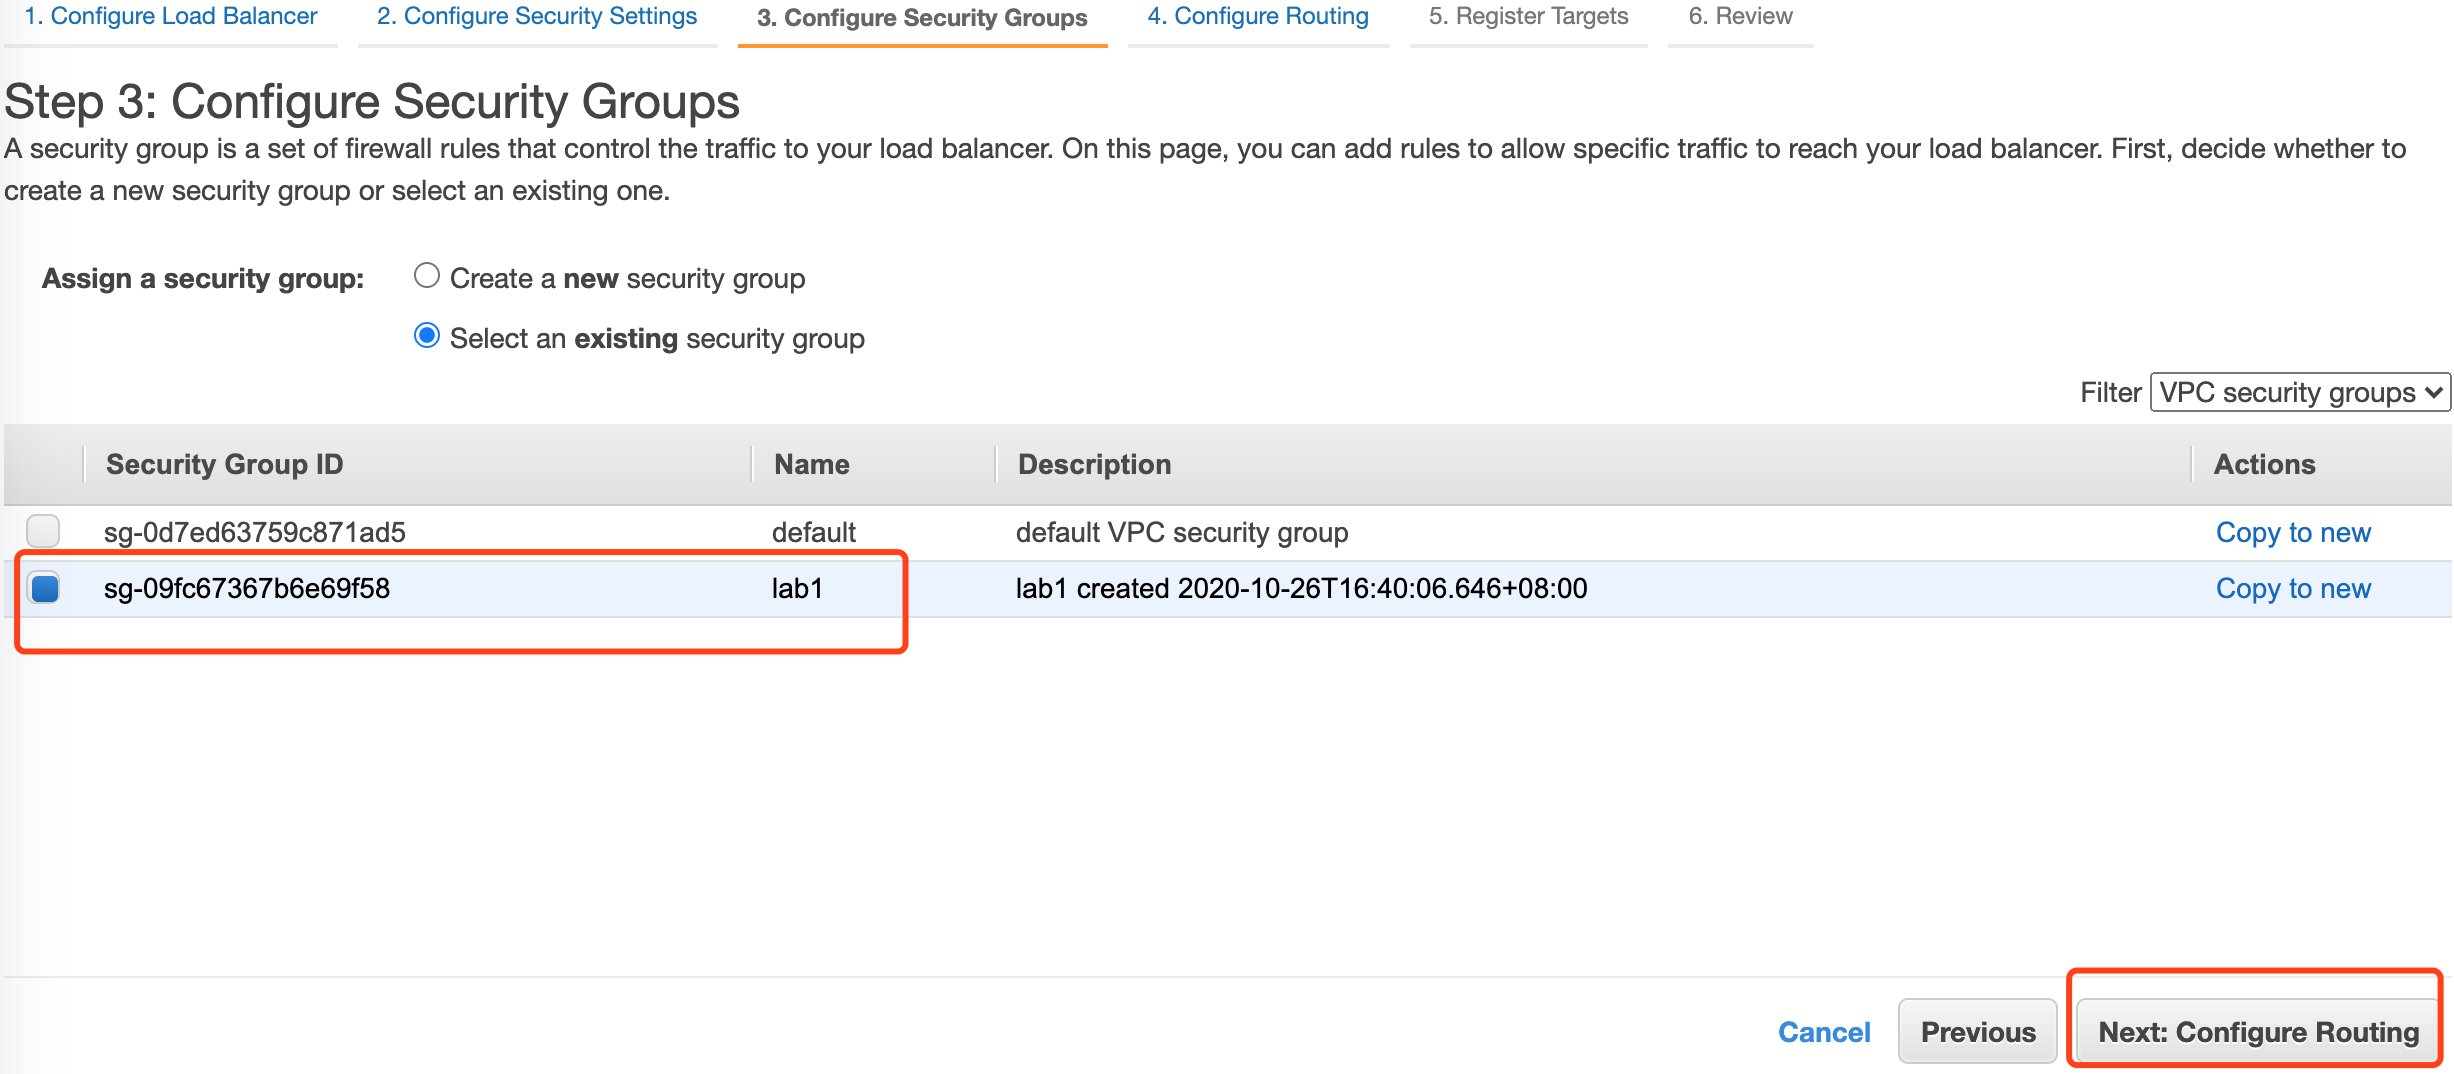 1. Configure Load Balancer 2. Configure Security Settings 3. Configure Security Groups 4. Configure Routing 5. Register Targets 6. Review
Step 3: Configure Security Groups
A security group is a set of firewall rules that control the traffic to your load balancer. On this page, you can add rules to allow specific traffic to reach your load balancer. First, decide whether to
create a new security group or select an existing one.
Assign a security group: Create a new security group
Select an existing security group
Filter VPC security groups
Security Group ID Name Description Actions
sg-0d7ed63759c871ad5 default default VPC security group Copy to new
sg-09fc67367b6e69f58 lab1 lab1 created 2020-10-26T16:40:06.646+08:00 Copy to new
Cancel Previous Next: Configure Routing